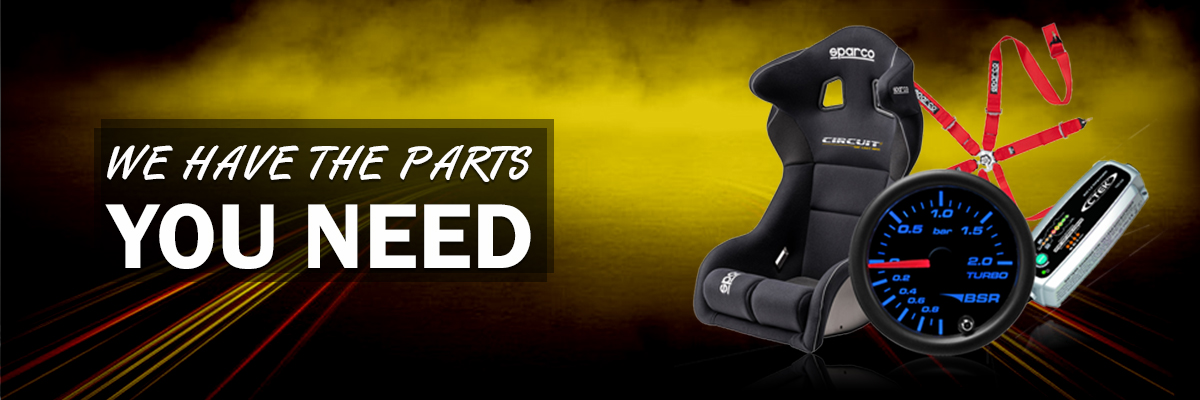 WE HAVE THE PARTS
YOU NEED
sparco
sparco
CIRCUIT
sparco
sparco
CTEK
0.5
1.0
bar
1.5
0
2.0
TURBO
0.2
0.4
0.6
0.8
BSR